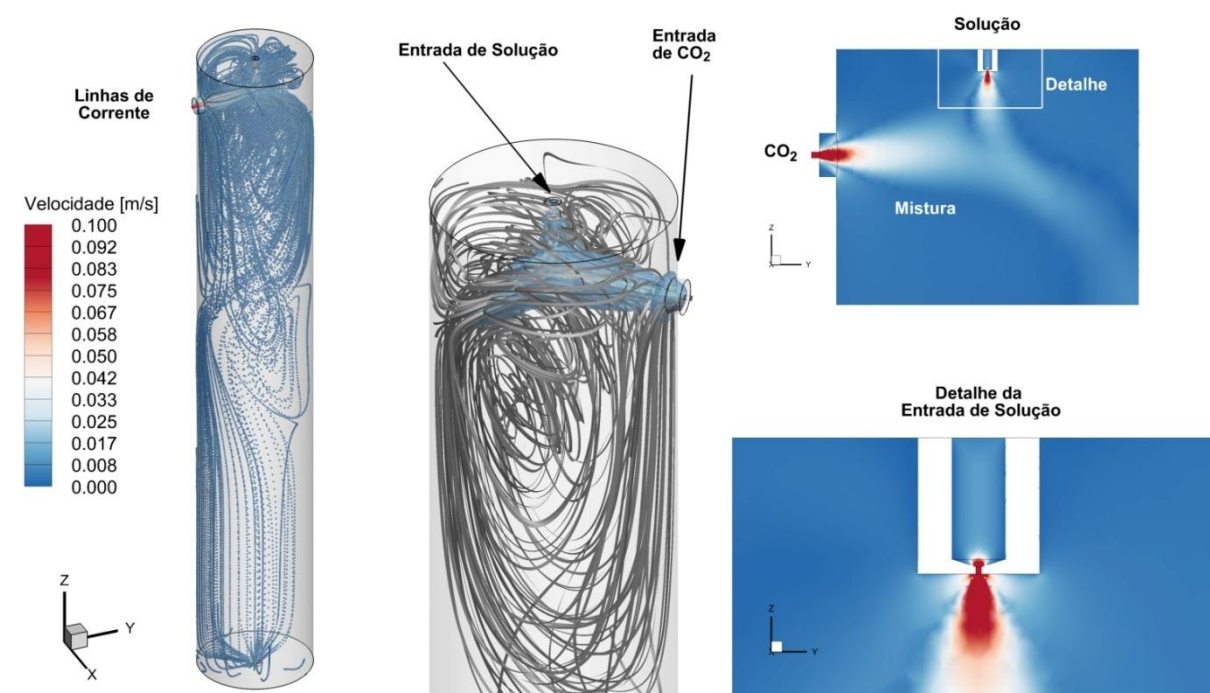 Linhas de
Corrente
Velocidade [m/s]
0.100
0.092
0.083
0.075
0.067
0.058
0.050
0.042
0.033
0.025
0.017
0.008
0.000
Z
Y
X
Entrada de Solução
Entrada
de CO₂
Solução
Detalhe
CO₂
Mistura
Z
X
Y
Detalhe da
Entrada de Solução
Z
Y